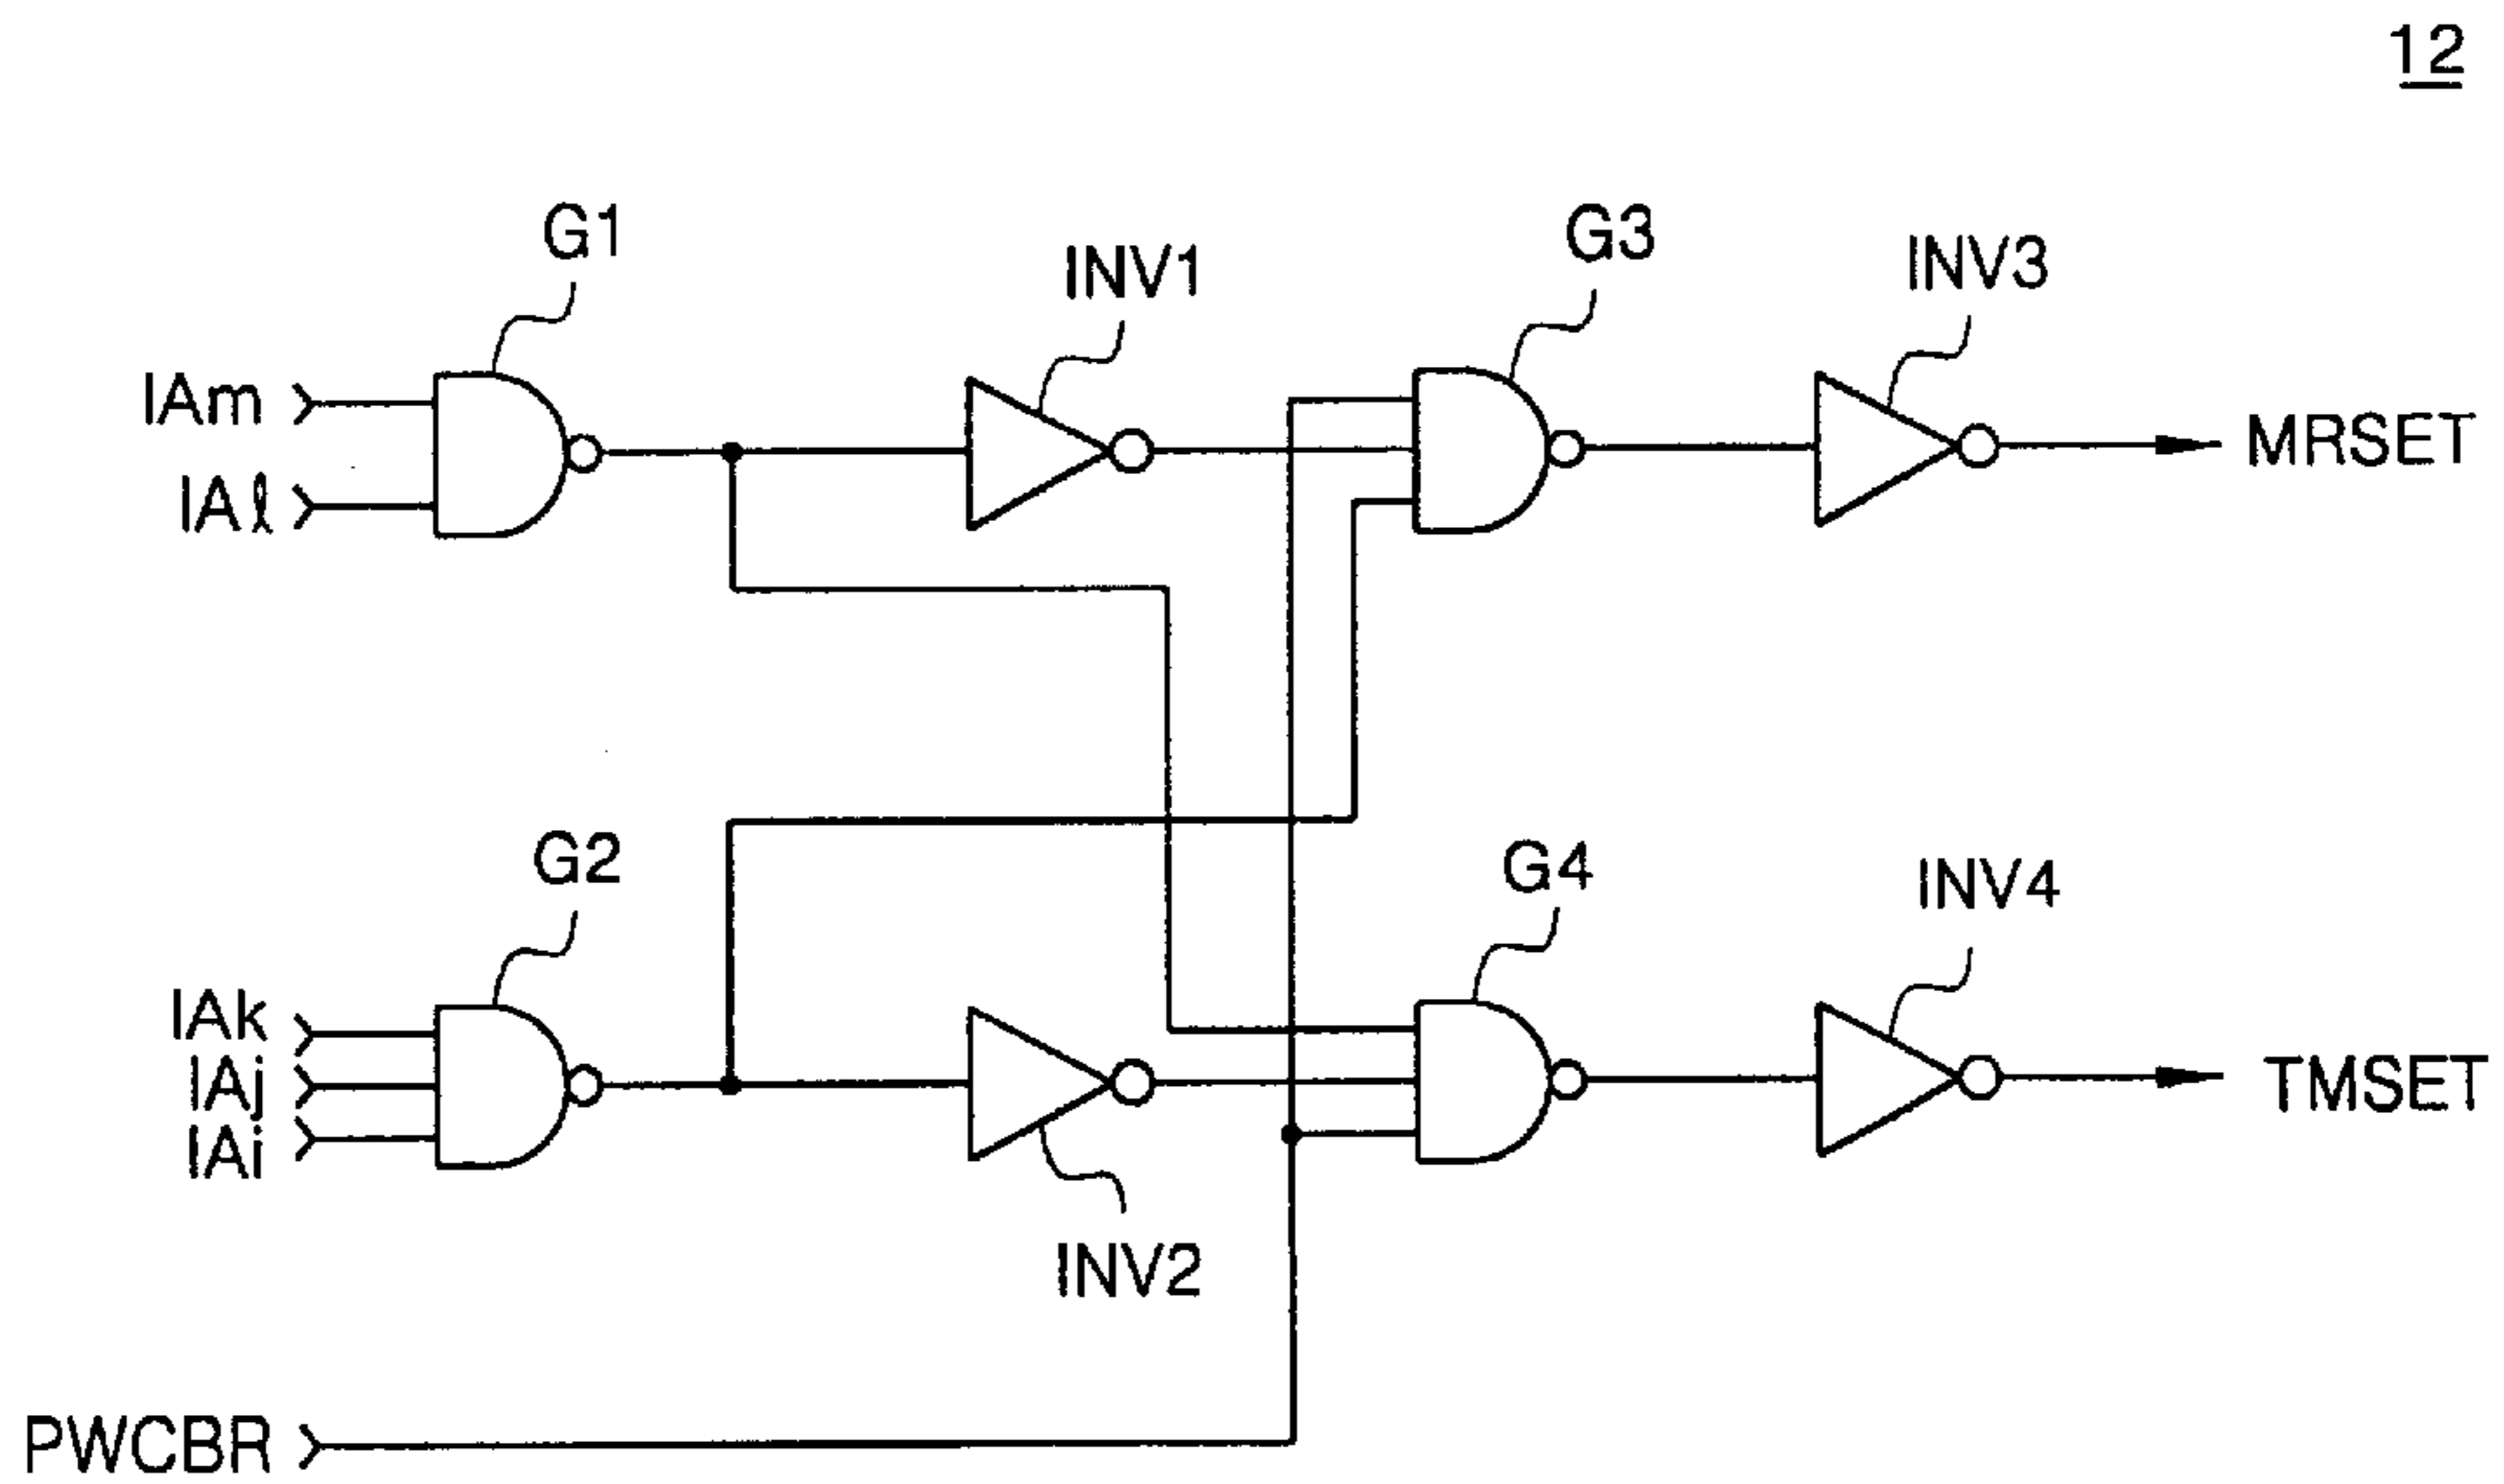 12
G1
INV1
G3
INV3
IAm
IAℓ
MRSET
G2
G4
INV4
IAk
IAj
IAi
TMSET
INV2
PWCBR